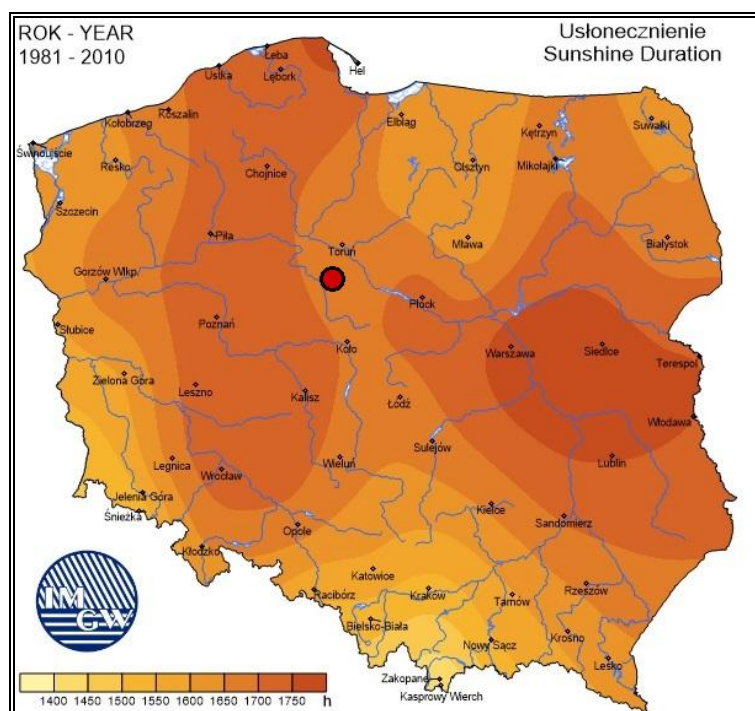 ROK - YEAR
1981 - 2010
Usłonecznienie
Sunshine Duration
Łeba
Hel
Ustka
Lębork
Koszalin
Kołobrzeg
Elbląg
Suwałki
Kętrzyn
Świnoujście
Resko
Chojnice
Olsztyn
Mikołajki
Szczecin
Piła
Toruń
Mława
Białystok
Gorzów Wlkp.
Płock
Słubice
Poznań
Koło
Warszawa
Siedlce
Terespol
Zielona Góra
Leszno
Kalisz
Łódź
Włodawa
Sulejów
Legnica
Wrocław
Wieluń
Lublin
Jelenia Góra
Śnieżka
Opole
Kielce
Sandomierz
Kłodzko
Katowice
Racibórz
Kraków
Tarnów
Rzeszów
Bielsko-Biała
Nowy Sącz
Krosno
Lesko
Zakopane
Kasprowy Wierch
IM
GW
1400 1450 1500 1550 1600 1650 1700 1750 h